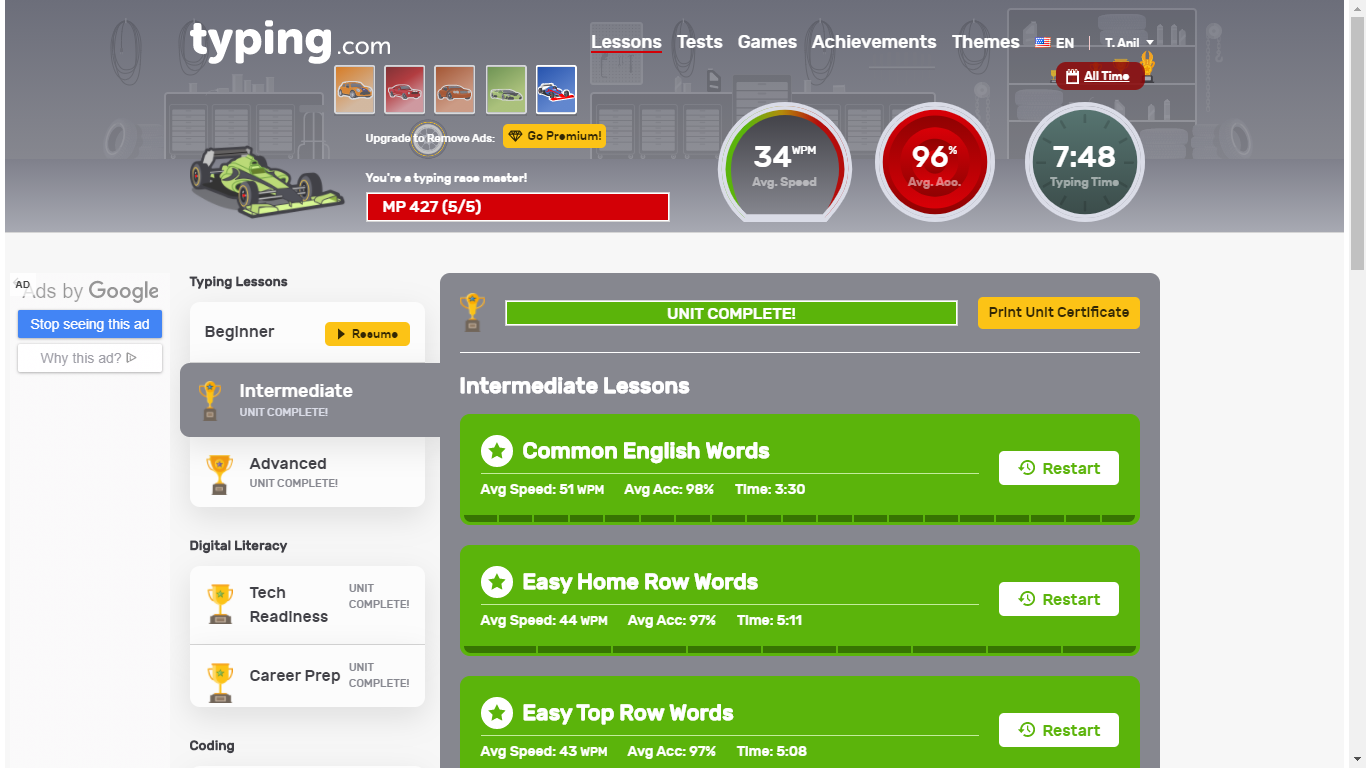 typing.com
Lessons Tests Games Achievements Themes EN T. Anil
All Time
Upgrade to Remove Ads: Go Premium!
You're a typing race master!
MP 427 (5/5)
34 WPM
Avg. Speed
96%
Avg. Acc.
7:48
Typing Time
AD
Ads by Google
Stop seeing this ad
Why this ad?
Typing Lessons
Beginner Resume
Intermediate
UNIT COMPLETE!
Advanced
UNIT COMPLETE!
Digital Literacy
Tech Readiness
UNIT COMPLETE!
Career Prep
UNIT COMPLETE!
Coding
UNIT COMPLETE! Print Unit Certificate
Intermediate Lessons
Common English Words
Restart
Avg Speed: 51 WPM Avg Acc: 98% Time: 3:30
Easy Home Row Words
Restart
Avg Speed: 44 WPM Avg Acc: 97% Time: 5:11
Easy Top Row Words
Restart
Avg Speed: 43 WPM Avg Acc: 97% Time: 5:08